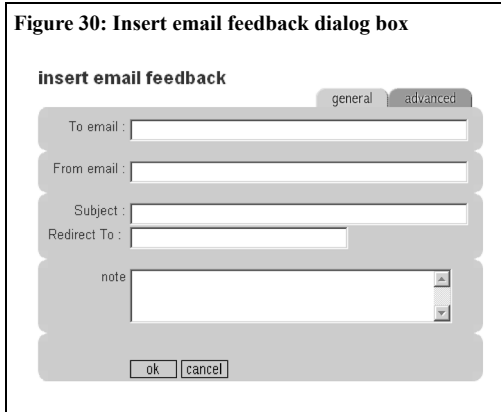 Figure 30: Insert email feedback dialog box
insert email feedback
general advanced
To email :
From email :
Subject :
Redirect To :
note
ok cancel